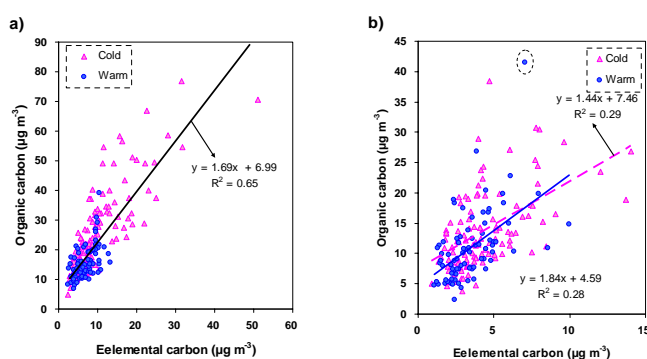 a)
Organic carbon (µg m⁻³)
90
80
70
60
50
40
30
20
10
0
Cold
Warm
y = 1.69x + 6.99
R² = 0.65
0 10 20 30 40 50 60
Eelemental carbon (µg m⁻³)
b)
Organic carbon (µg m⁻³)
45
40
35
30
25
20
15
10
5
0
Cold
Warm
y = 1.44x + 7.46
R² = 0.29
y = 1.84x + 4.59
R² = 0.28
0 5 10 15
Eelemental carbon (µg m⁻³)